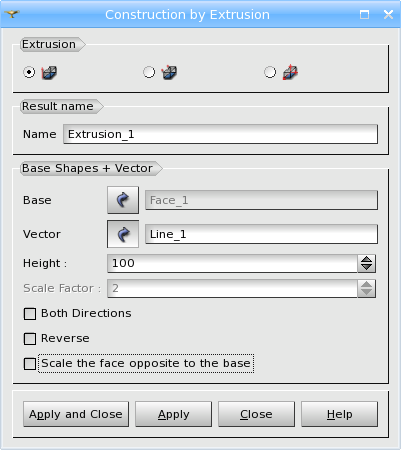 Construction by Extrusion
Extrusion
Result name
Name Extrusion_1
Base Shapes + Vector
Base Face_1
Vector Line_1
Height : 100
Scale Factor : 2
Both Directions
Reverse
Scale the face opposite to the base
Apply and Close Apply Close Help